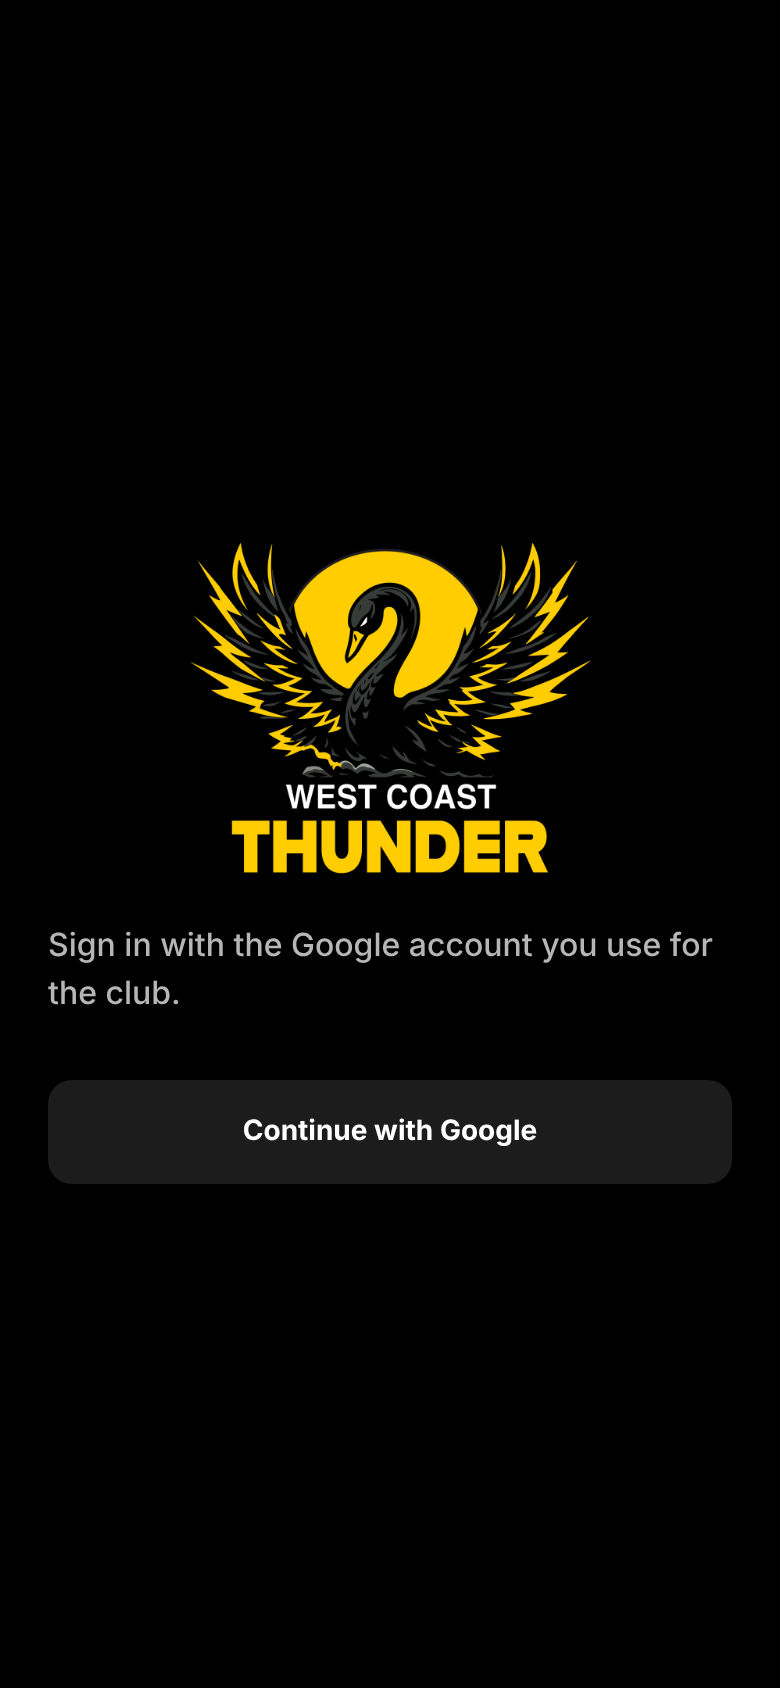 WEST COAST
THUNDER
Sign in with the Google account you use for
the club.
Continue with Google